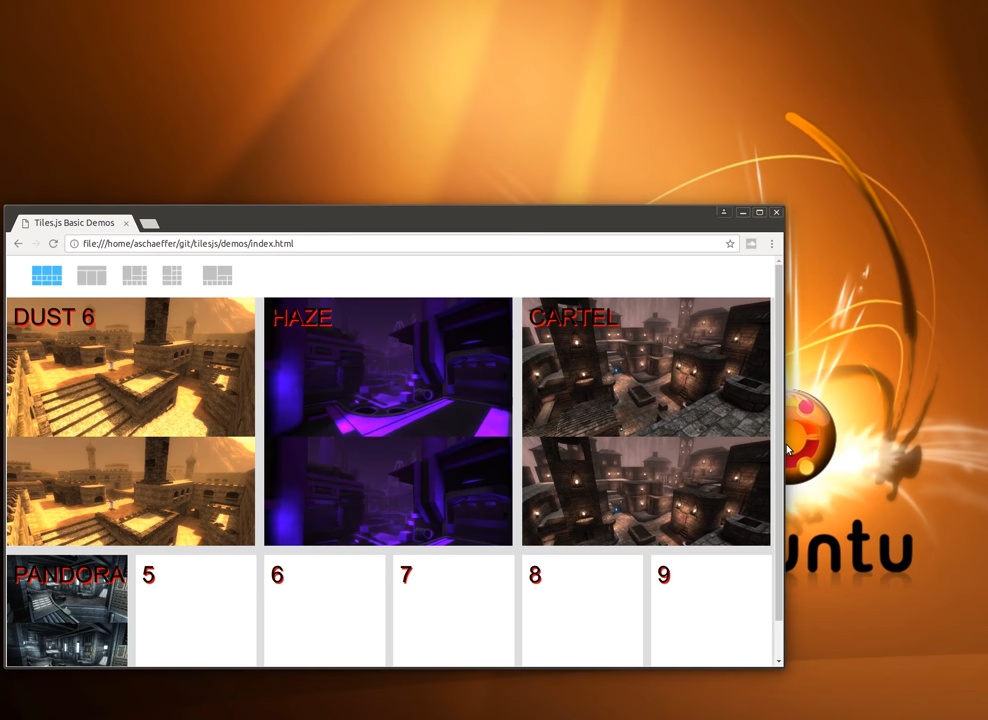 Tiles.js Basic Demos
file:///home/aschaeffer/git/tilesjs/demos/index.html
DUST 6
HAZE
CARTEL
PANDORA
5
6
7
8
9
untu